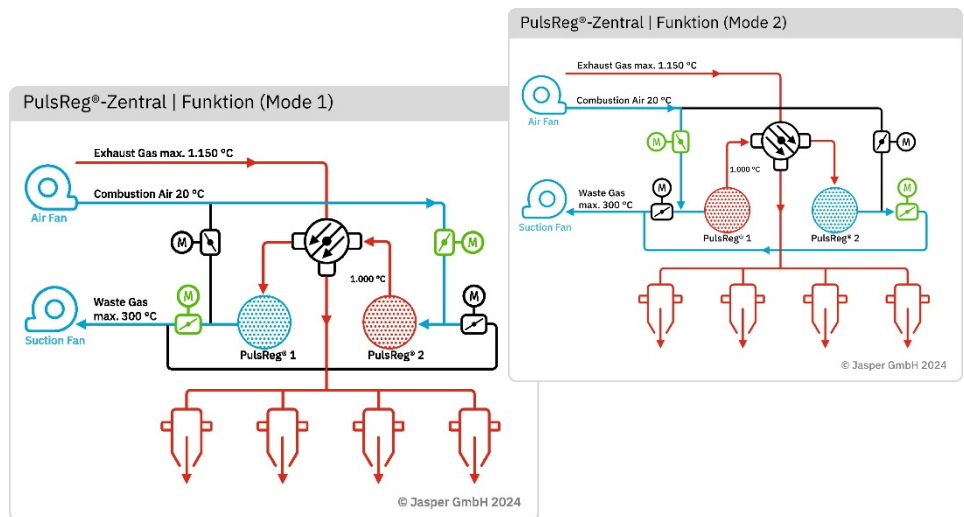 PulsReg®-Zentral | Funktion (Mode 1)
Exhaust Gas max. 1.150 °C
Combustion Air 20 °C
Air Fan
M
M
1.000 °C
Waste Gas
max. 300 °C
M
M
Suction Fan
PulsReg® 1
PulsReg® 2
© Jasper GmbH 2024
PulsReg®-Zentral | Funktion (Mode 2)
Exhaust Gas max. 1.150 °C
Combustion Air 20 °C
Air Fan
M
M
1.000 °C
Waste Gas
max. 300 °C
M
M
Suction Fan
PulsReg® 1
PulsReg® 2
© Jasper GmbH 2024